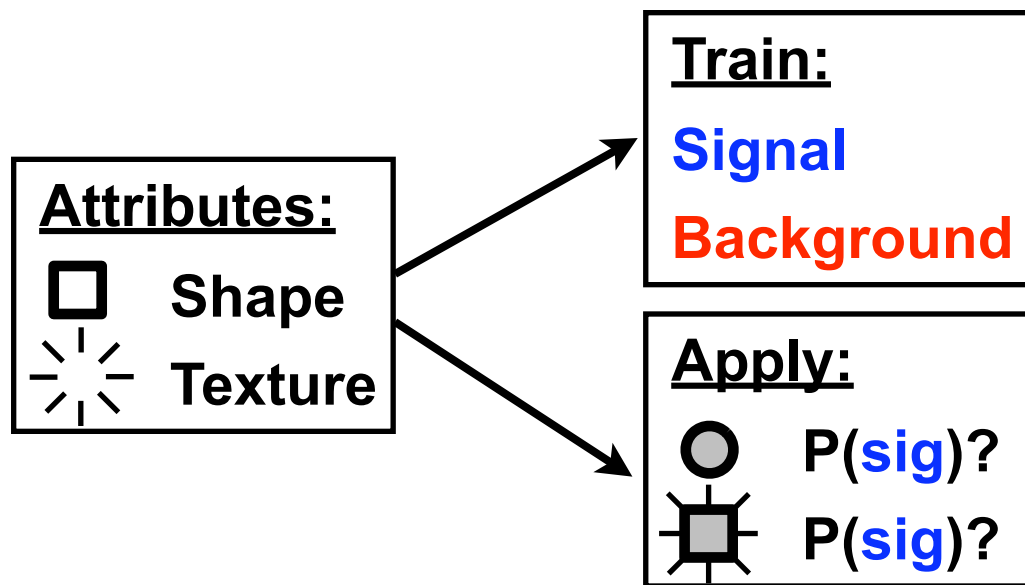 Attributes:
Shape
Texture
Train:
Signal
Background
Apply:
P(sig)?
P(sig)?